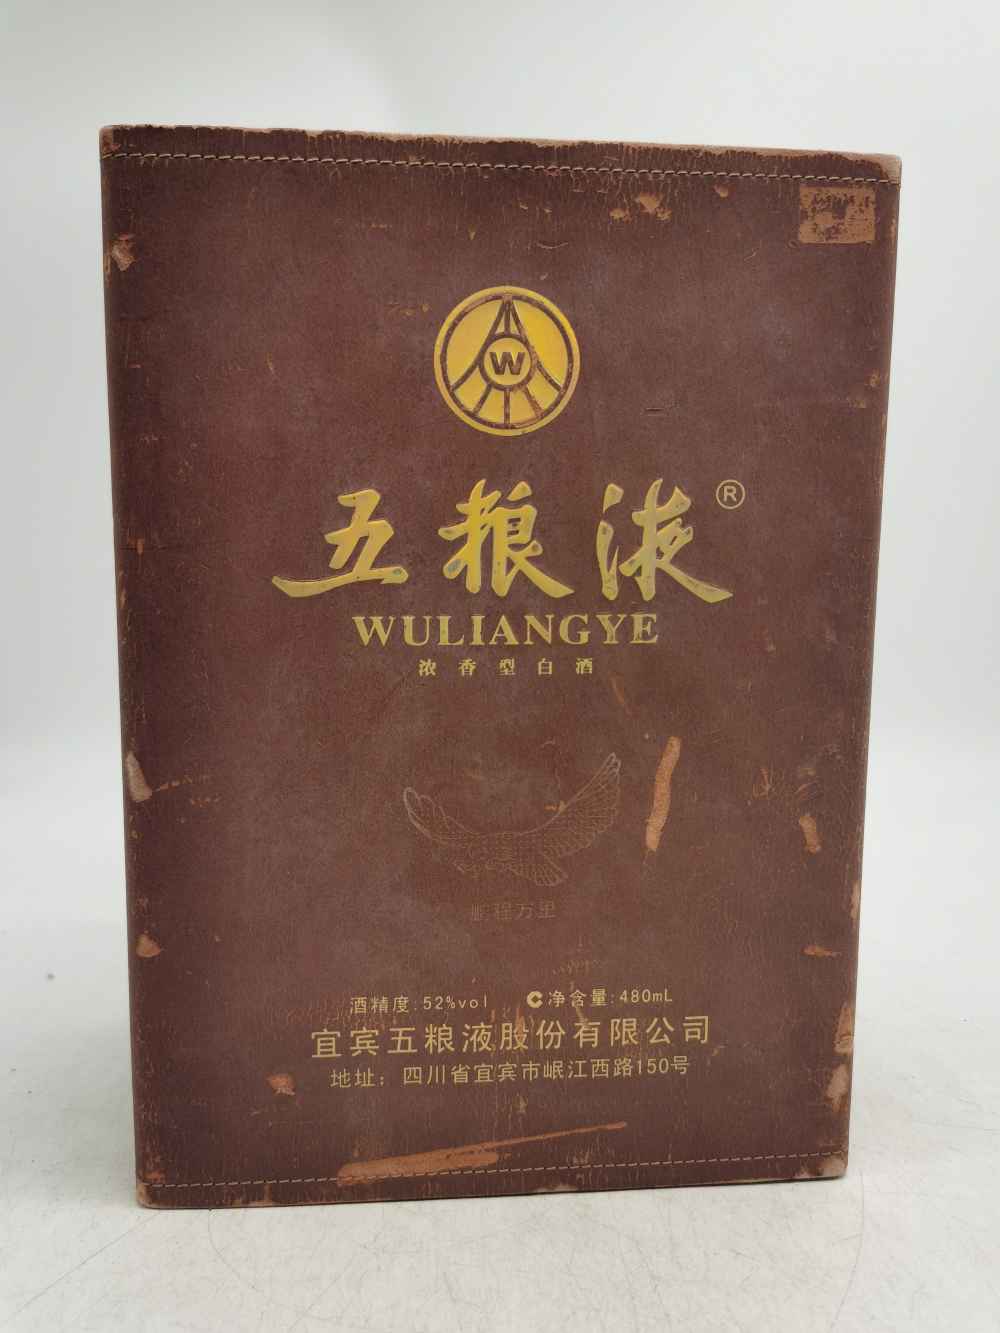 W
五粮液®
WULIANGYE
浓香型白酒
鹏程万里
酒精度:52%vol C净含量:480mL
宜宾五粮液股份有限公司
地址：四川省宜宾市岷江西路150号